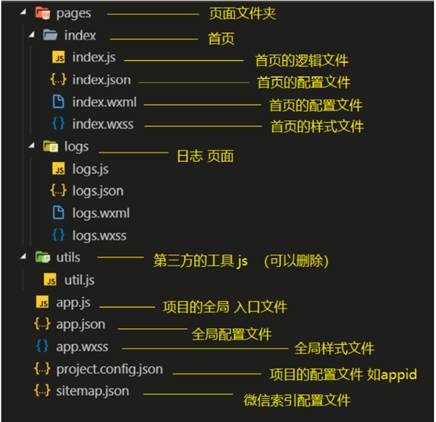 pages 页面文件夹
index 首页
JS index.js 首页的逻辑文件
{..} index.json 首页的配置文件
index.wxml 首页的配置文件
{} index.wxss 首页的样式文件
logs 日志 页面
JS logs.js
{..} logs.json
logs.wxml
{} logs.wxss
utils 第三方的工具 js (可以删除)
JS util.js
JS app.js 项目的全局 入口文件
{..} app.json 全局配置文件
{} app.wxss 全局样式文件
{..} project.config.json 项目的配置文件 如appid
{..} sitemap.json 微信索引配置文件